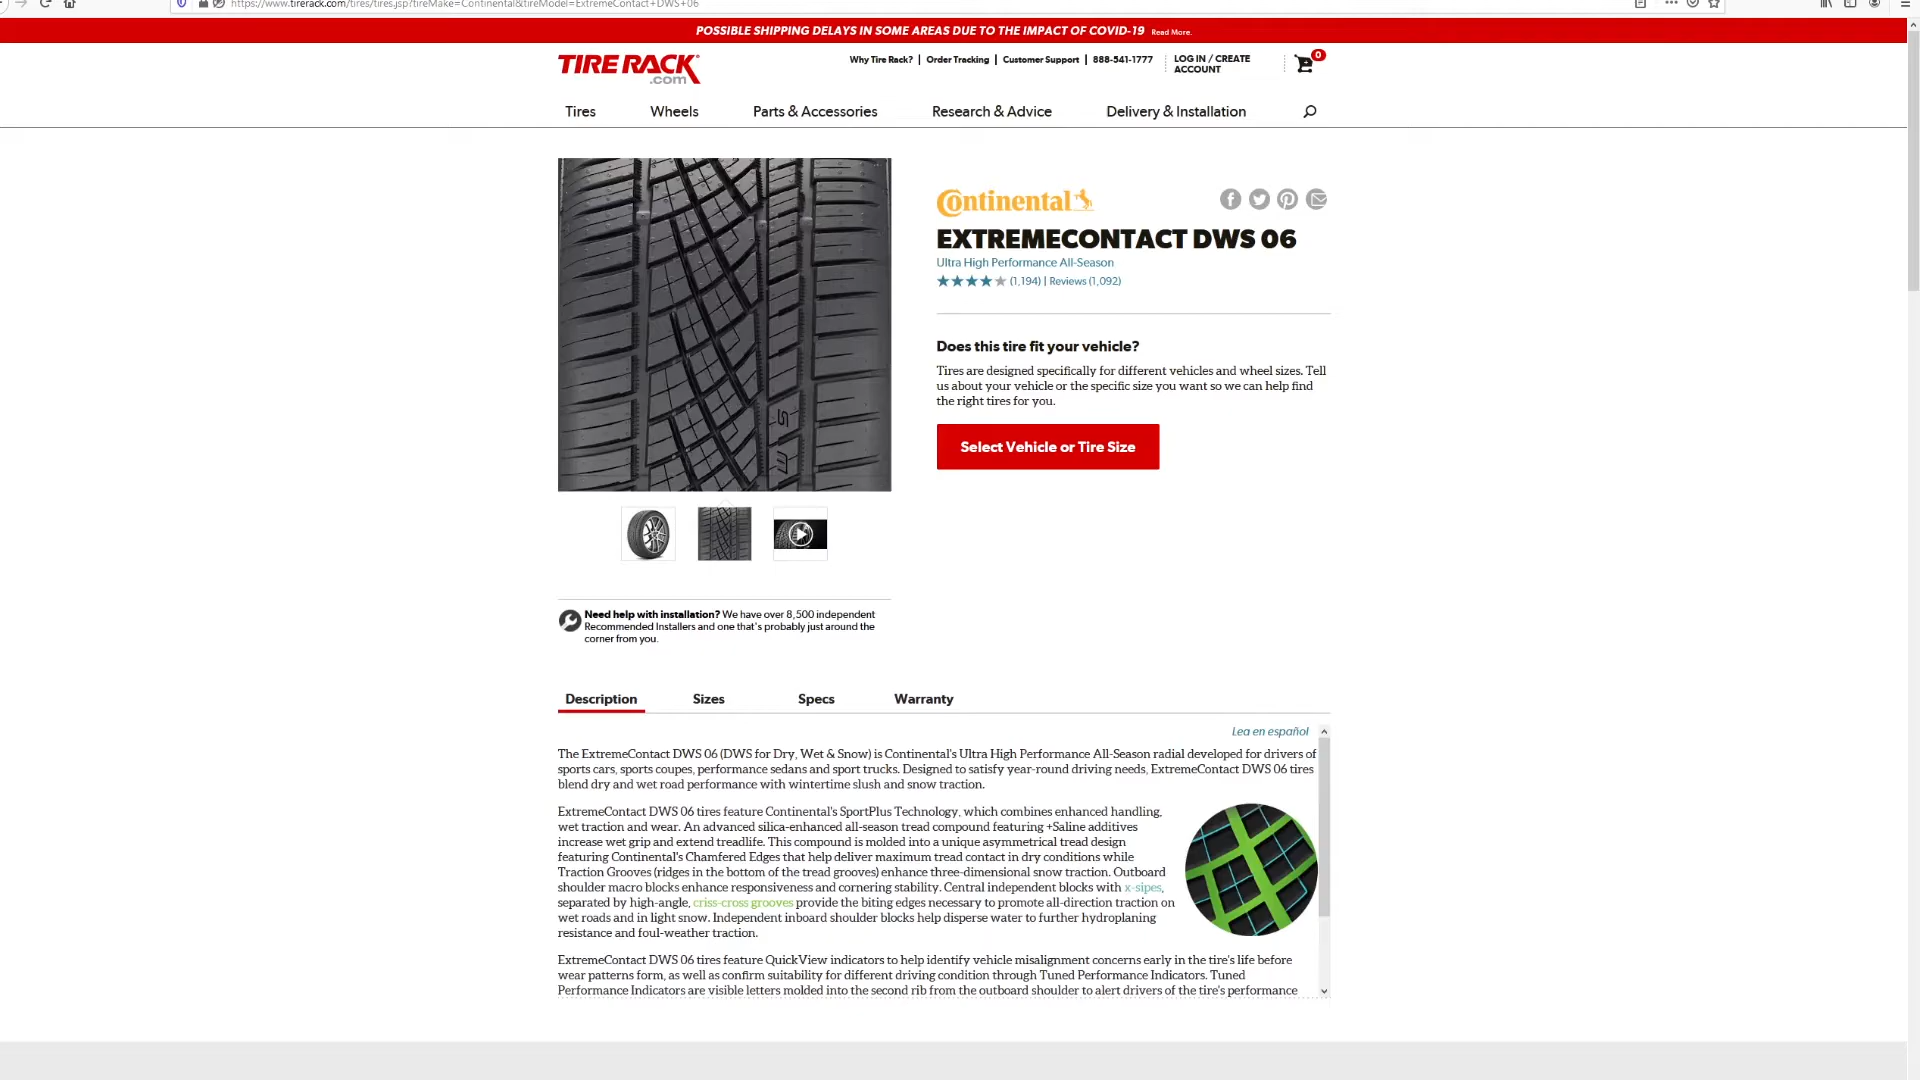 https://www.tirerack.com/tires/tires.jsp?tireMake=Continental&tireModel=ExtremeContact+DWS+06
POSSIBLE SHIPPING DELAYS IN SOME AREAS DUE TO THE IMPACT OF COVID-19 Read More.
TIRE RACK
.com
Why Tire Rack? | Order Tracking | Customer Support | 888-541-1777
LOG IN / CREATE
ACCOUNT
0
Tires Wheels Parts & Accessories Research & Advice Delivery & Installation
Continental
EXTREMECONTACT DWS 06
Ultra High Performance All-Season
(1,194) | Reviews (1,092)
Does this tire fit your vehicle?
Tires are designed specifically for different vehicles and wheel sizes. Tell
us about your vehicle or the specific size you want so we can help find
the right tires for you.
Select Vehicle or Tire Size
Need help with installation? We have over 8,500 independent
Recommended Installers and one that's probably just around the
corner from you.
Description Sizes Specs Warranty
Lea en español
The ExtremeContact DWS 06 (DWS for Dry, Wet & Snow) is Continental's Ultra High Performance All-Season radial developed for drivers of
sports cars, sports coupes, performance sedans and sport trucks. Designed to satisfy year-round driving needs, ExtremeContact DWS 06 tires
blend dry and wet road performance with wintertime slush and snow traction.
ExtremeContact DWS 06 tires feature Continental's SportPlus Technology, which combines enhanced handling,
wet traction and wear. An advanced silica-enhanced all-season tread compound featuring +Saline additives
increase wet grip and extend treadlife. This compound is molded into a unique asymmetrical tread design
featuring Continental's Chamfered Edges that help deliver maximum tread contact in dry conditions while
Traction Grooves (ridges in the bottom of the tread grooves) enhance three-dimensional snow traction. Outboard
shoulder macro blocks enhance responsiveness and cornering stability. Central independent blocks with x-sipes,
separated by high-angle, criss-cross grooves provide the biting edges necessary to promote all-direction traction on
wet roads and in light snow. Independent inboard shoulder blocks help disperse water to further hydroplaning
resistance and foul-weather traction.
ExtremeContact DWS 06 tires feature QuickView indicators to help identify vehicle misalignment concerns early in the tire's life before
wear patterns form, as well as confirm suitability for different driving condition through Tuned Performance Indicators. Tuned
Performance Indicators are visible letters molded into the second rib from the outboard shoulder to alert drivers of the tire's performance